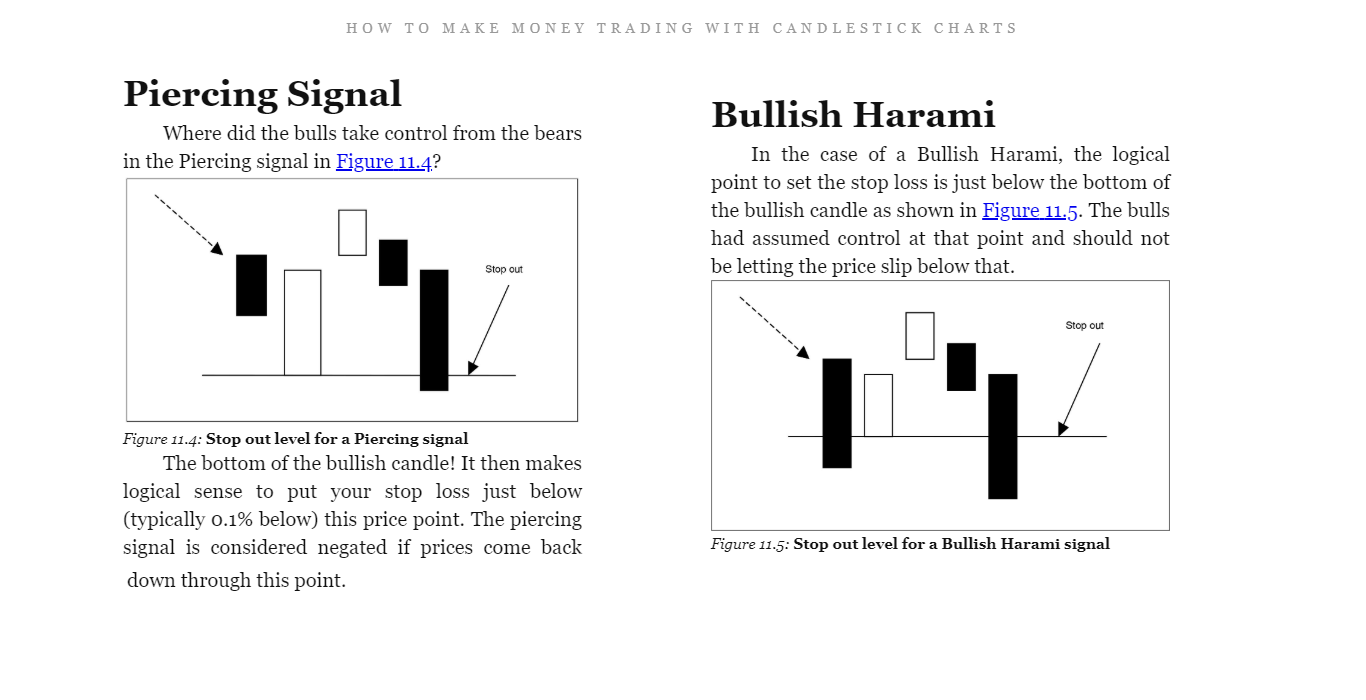 HOW TO MAKE MONEY TRADING WITH CANDLESTICK CHARTS
Piercing Signal
Where did the bulls take control from the bears
in the Piercing signal in Figure 11.4?
Stop out
Figure 11.4: Stop out level for a Piercing signal
The bottom of the bullish candle! It then makes
logical sense to put your stop loss just below
(typically 0.1% below) this price point. The piercing
signal is considered negated if prices come back
down through this point.
Bullish Harami
In the case of a Bullish Harami, the logical
point to set the stop loss is just below the bottom of
the bullish candle as shown in Figure 11.5. The bulls
had assumed control at that point and should not
be letting the price slip below that.
Stop out
Figure 11.5: Stop out level for a Bullish Harami signal